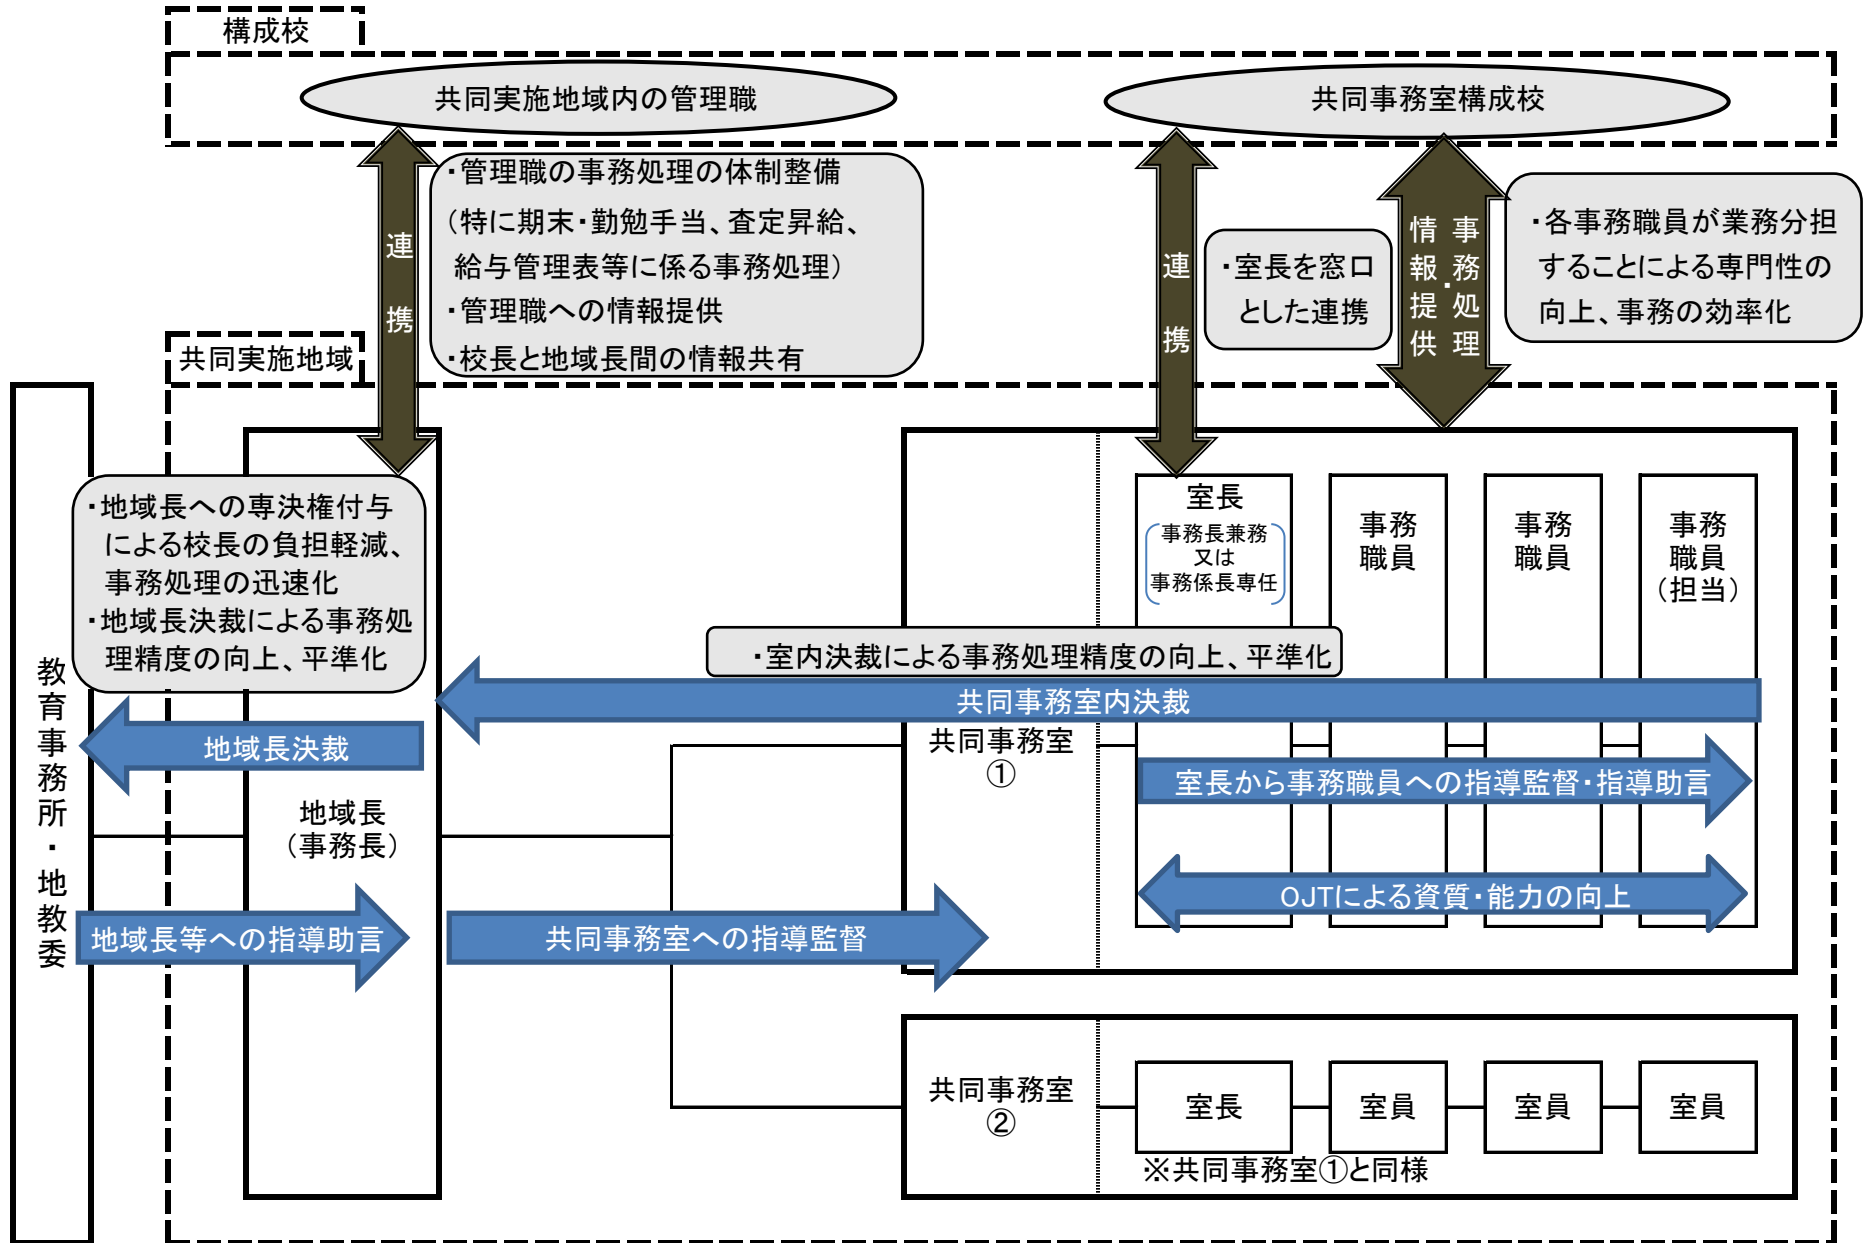 構成校
共同実施地域内の管理職
共同事務室構成校
連携
・管理職の事務処理の体制整備
(特に期末・勤勉手当、査定昇給、
給与管理表等に係る事務処理)
・管理職への情報提供
・校長と地域長間の情報共有
連携
・室長を窓口
とした連携
事務処理・
情報提供
・各事務職員が業務分担
することによる専門性の
向上、事務の効率化
共同実施地域
教育事務所・地教委
・地域長への専決権付与
による校長の負担軽減、
事務処理の迅速化
・地域長決裁による事務処
理精度の向上、平準化
地域長決裁
地域長
(事務長)
地域長等への指導助言
共同事務室への指導監督
・室内決裁による事務処理精度の向上、平準化
共同事務室内決裁
共同事務室
①
室長
事務長兼務
又は
事務係長専任
事務
職員
事務
職員
事務
職員
(担当)
室長から事務職員への指導監督・指導助言
OJTによる資質・能力の向上
共同事務室
②
室長
室員
室員
室員
※共同事務室①と同様